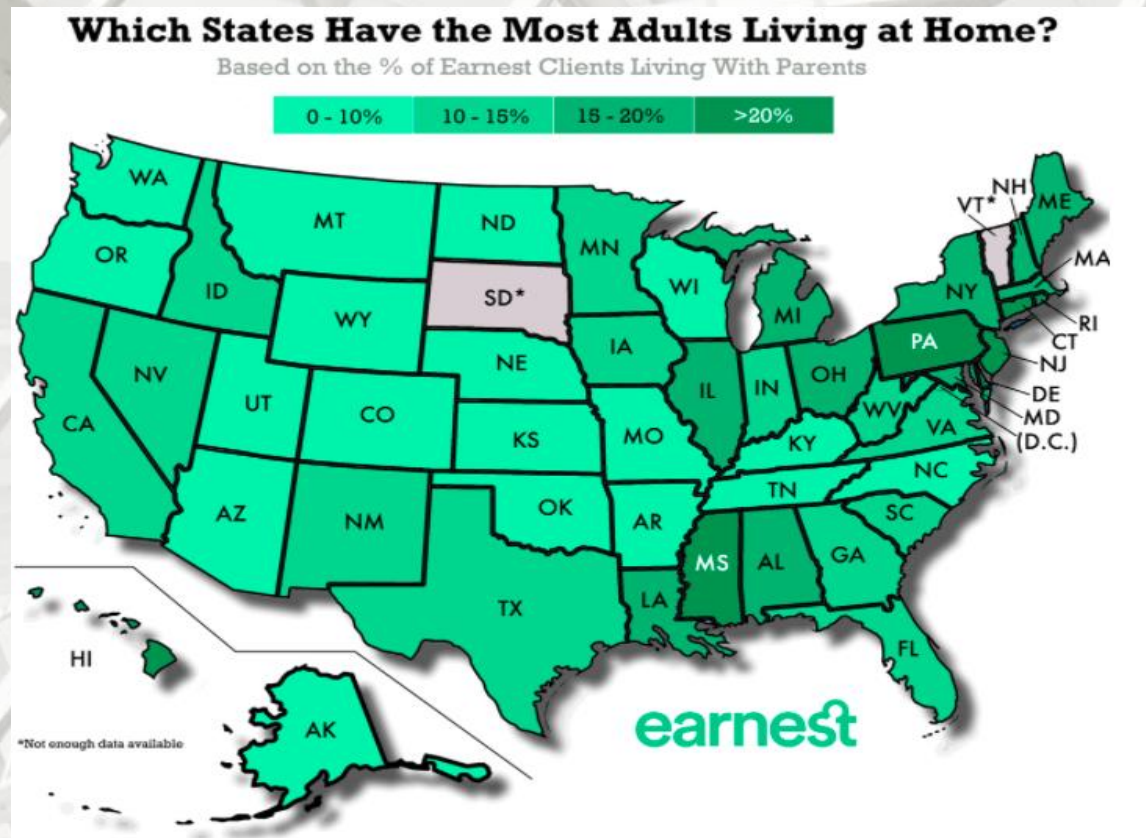 Which States Have the Most Adults Living at Home?
Based on the % of Earnest Clients Living With Parents
0 - 10% 10 - 15% 15 - 20% >20%
WA
MT
ND
MN
VT*
NH
ME
OR
ID
WY
SD*
WI
MI
NY
MA
RI
CT
NJ
DE
MD
(D.C.)
PA
NV
UT
CO
NE
IA
IL
IN
OH
WV
VA
CA
KS
MO
KY
NC
TN
AZ
NM
OK
AR
SC
MS
AL
GA
TX
LA
FL
HI
AK
earnest
*Not enough data available